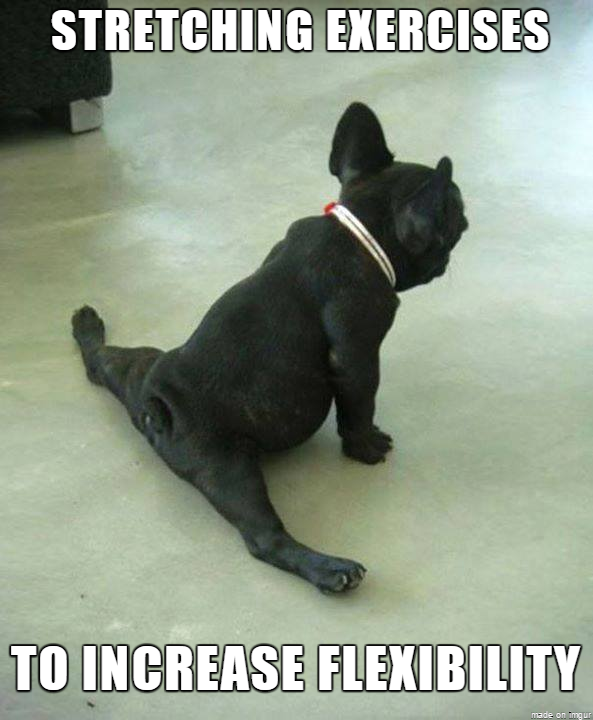 STRETCHING EXERCISES
TO INCREASE FLEXIBILITY
made on imgur